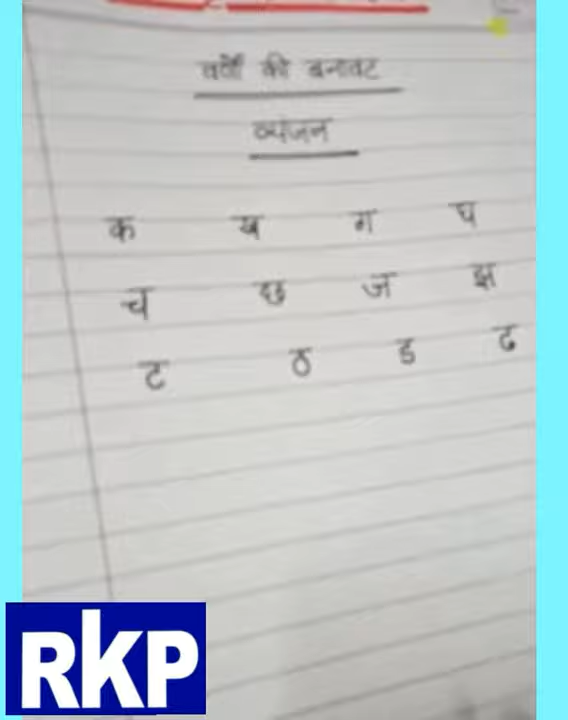 वर्णों की बनावट
व्यंजन
क ख ग घ
च छ ज झ
ट ठ ड ढ
RKP